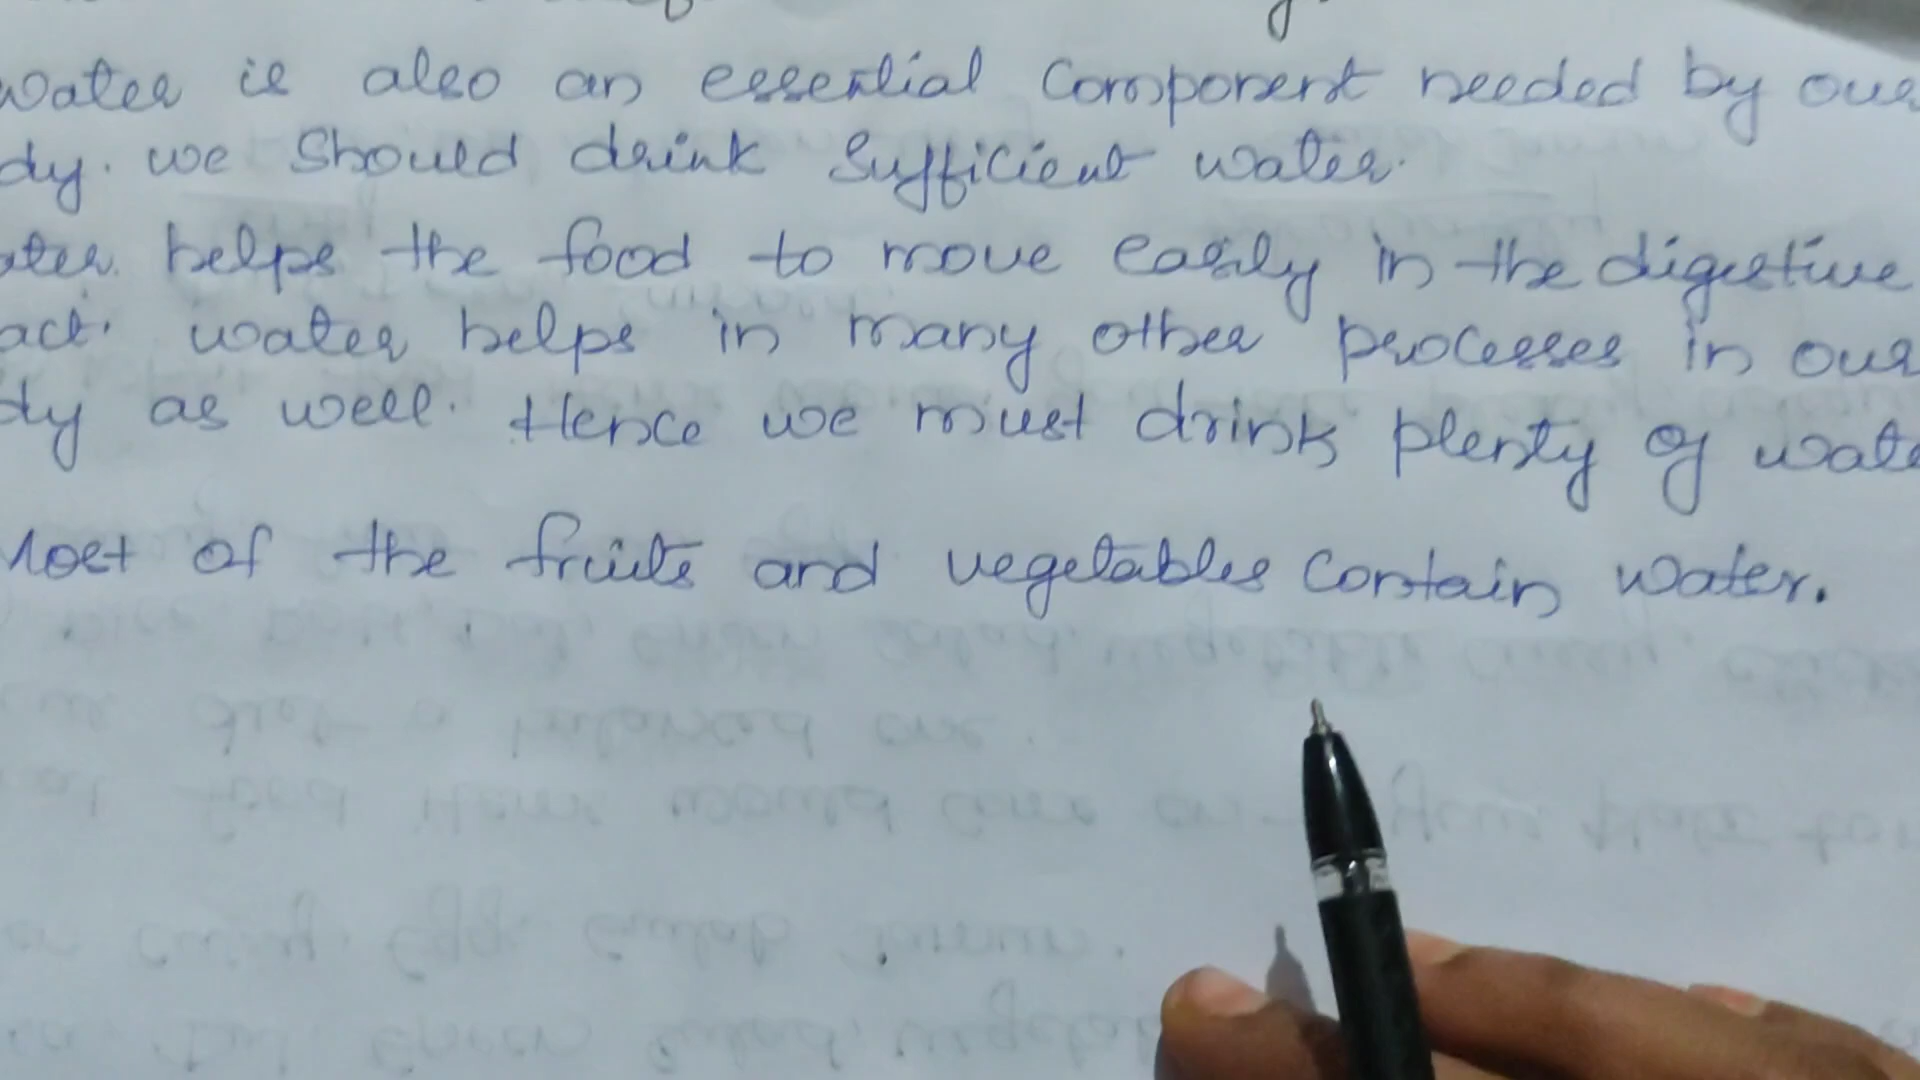 Water is also an essential Component needed by our
dy. we should drink Sufficient water.
ater helps the food to move easily in the digestive
act. water helps in many other processes in our
dy as well. Hence we must drink plenty of wate
Most of the fruits and vegetables Contain water.